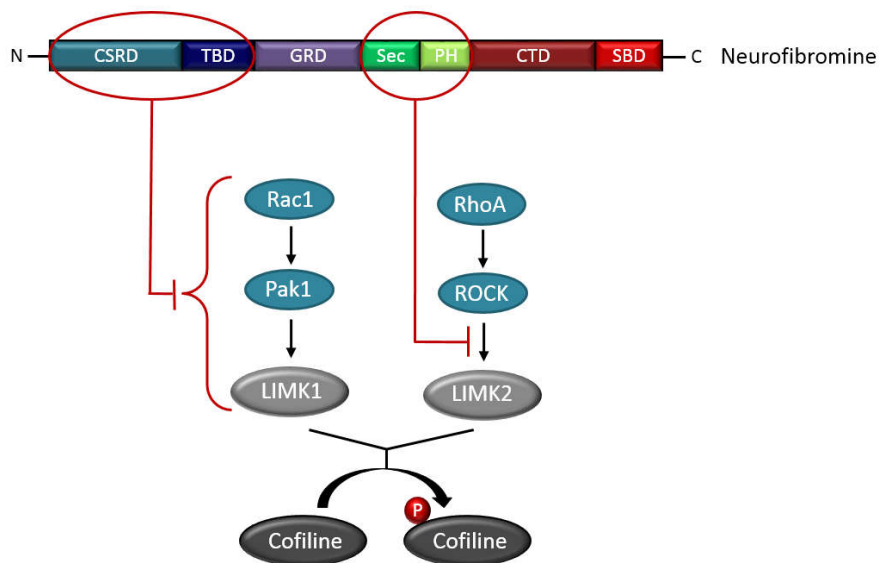 N CSRD TBD GRD Sec PH CTD SBD C Neurofibromine
Rac1 RhoA
Pak1 ROCK
LIMK1 LIMK2
P
Cofiline Cofiline